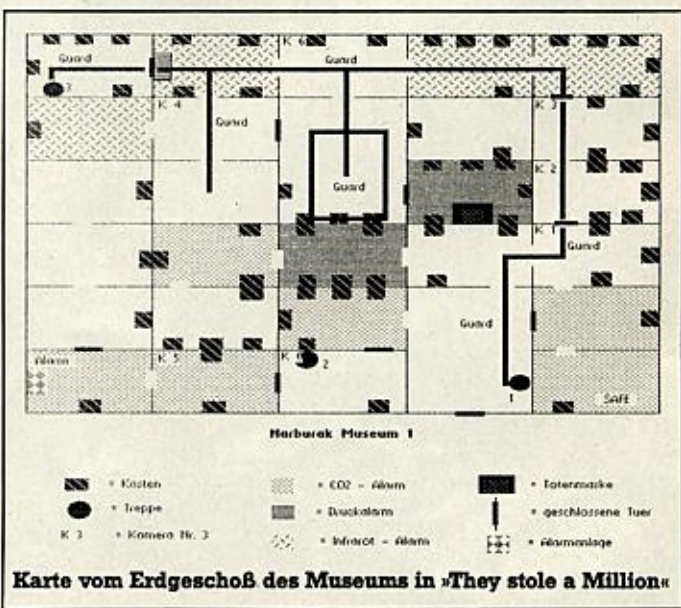 K 6
Guard
Guard
3
K 4
K 3
Guard
K 2
Guard
K 1
Guard
Guard
Alarm
K 5
2
1
Safe
Harburak Museum 1
= Kasten
= CO2 - Alarm
= Totenmaske
= Treppe
= Druckalarm
= geschlossene Tuer
K 3 = Kamera Nr. 3
= Infrarot - Alarm
= Alarmanlage
Karte vom Erdgeschoß des Museums in »They stole a Million«